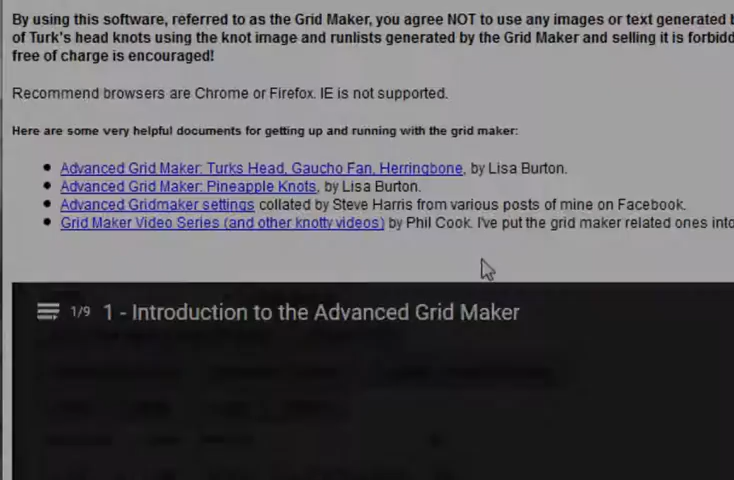 By using this software, referred to as the Grid Maker, you agree NOT to use any images or text generated
of Turk's head knots using the knot image and runlists generated by the Grid Maker and selling it is
free of charge is encouraged!
Recommend browsers are Chrome or Firefox. IE is not supported.
Here are some very helpful documents for getting up and running with the grid maker:
Advanced Grid Maker: Turks Head, Gaucho Fan, Herringbone, by Lisa Burton.
Advanced Grid Maker: Pineapple Knots, by Lisa Burton.
Advanced Gridmaker settings collated by Steve Harris from various posts of mine on Facebook.
Grid Maker Video Series (and other knotty videos) by Phil Cook. I've put the grid maker related ones into
1/9 1 - Introduction to the Advanced Grid Maker